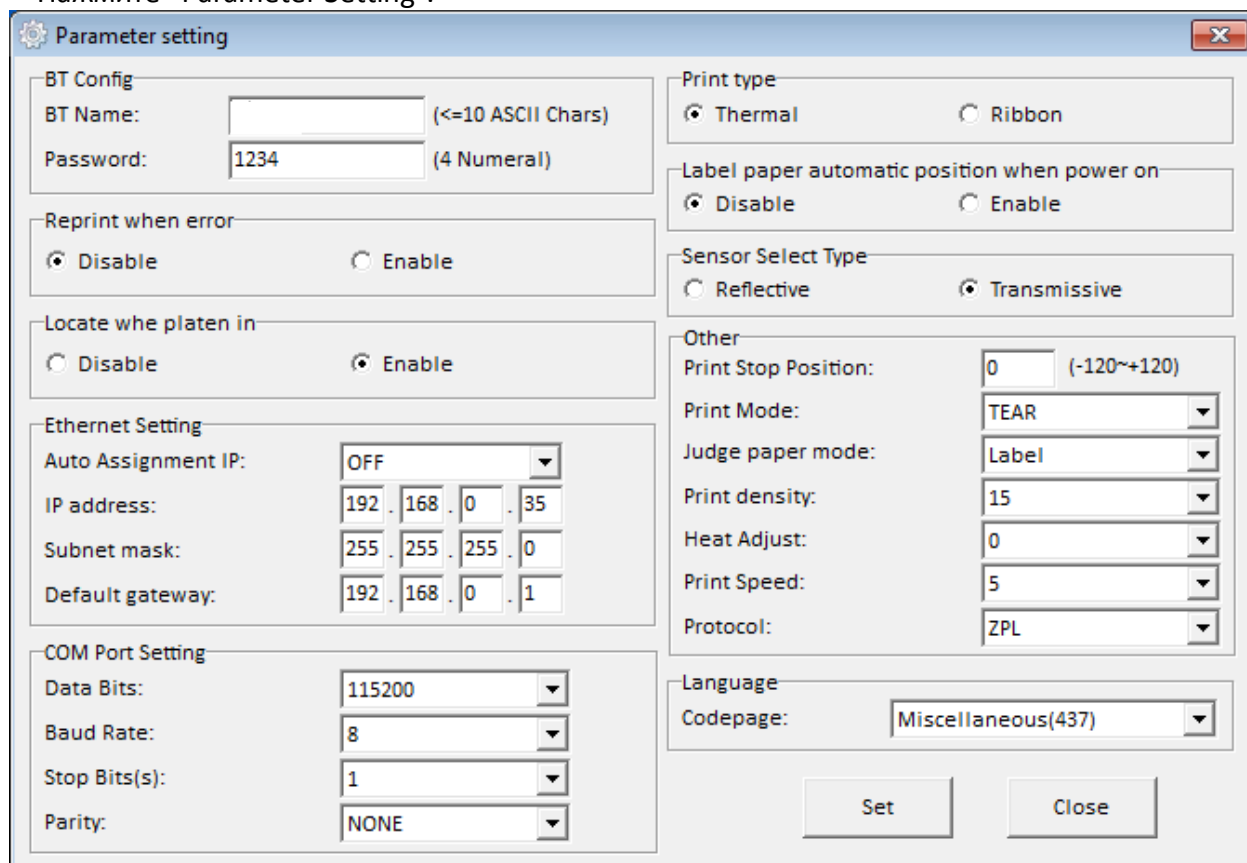 Нажмите "Parameter Setting".
Parameter setting
BT Config
BT Name: (<=10 ASCII Chars)
Password: 1234 (4 Numeral)
Reprint when error
Disable Enable
Locate whe platen in
Disable Enable
Ethernet Setting
Auto Assignment IP: OFF
IP address: 192 . 168 . 0 . 35
Subnet mask: 255 . 255 . 255 . 0
Default gateway: 192 . 168 . 0 . 1
COM Port Setting
Data Bits: 115200
Baud Rate: 8
Stop Bits(s): 1
Parity: NONE
Print type
Thermal Ribbon
Label paper automatic position when power on
Disable Enable
Sensor Select Type
Reflective Transmissive
Other
Print Stop Position: 0 (-120~+120)
Print Mode: TEAR
Judge paper mode: Label
Print density: 15
Heat Adjust: 0
Print Speed: 5
Protocol: ZPL
Language
Codepage: Miscellaneous(437)
Set Close